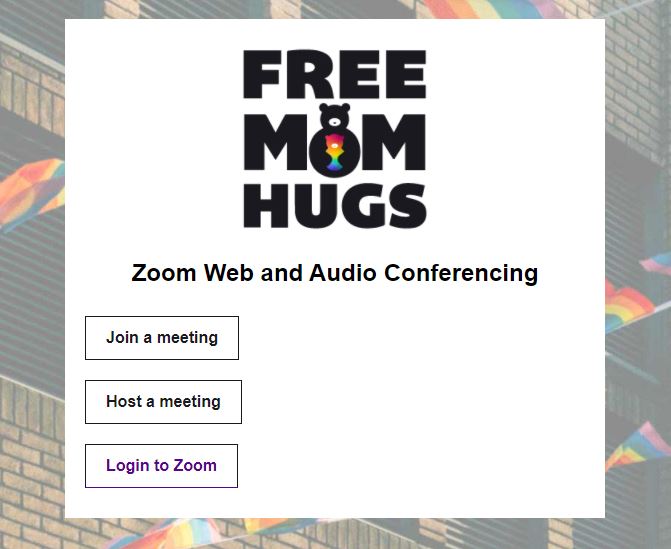 FREE
MOM
HUGS
Zoom Web and Audio Conferencing
Join a meeting
Host a meeting
Login to Zoom